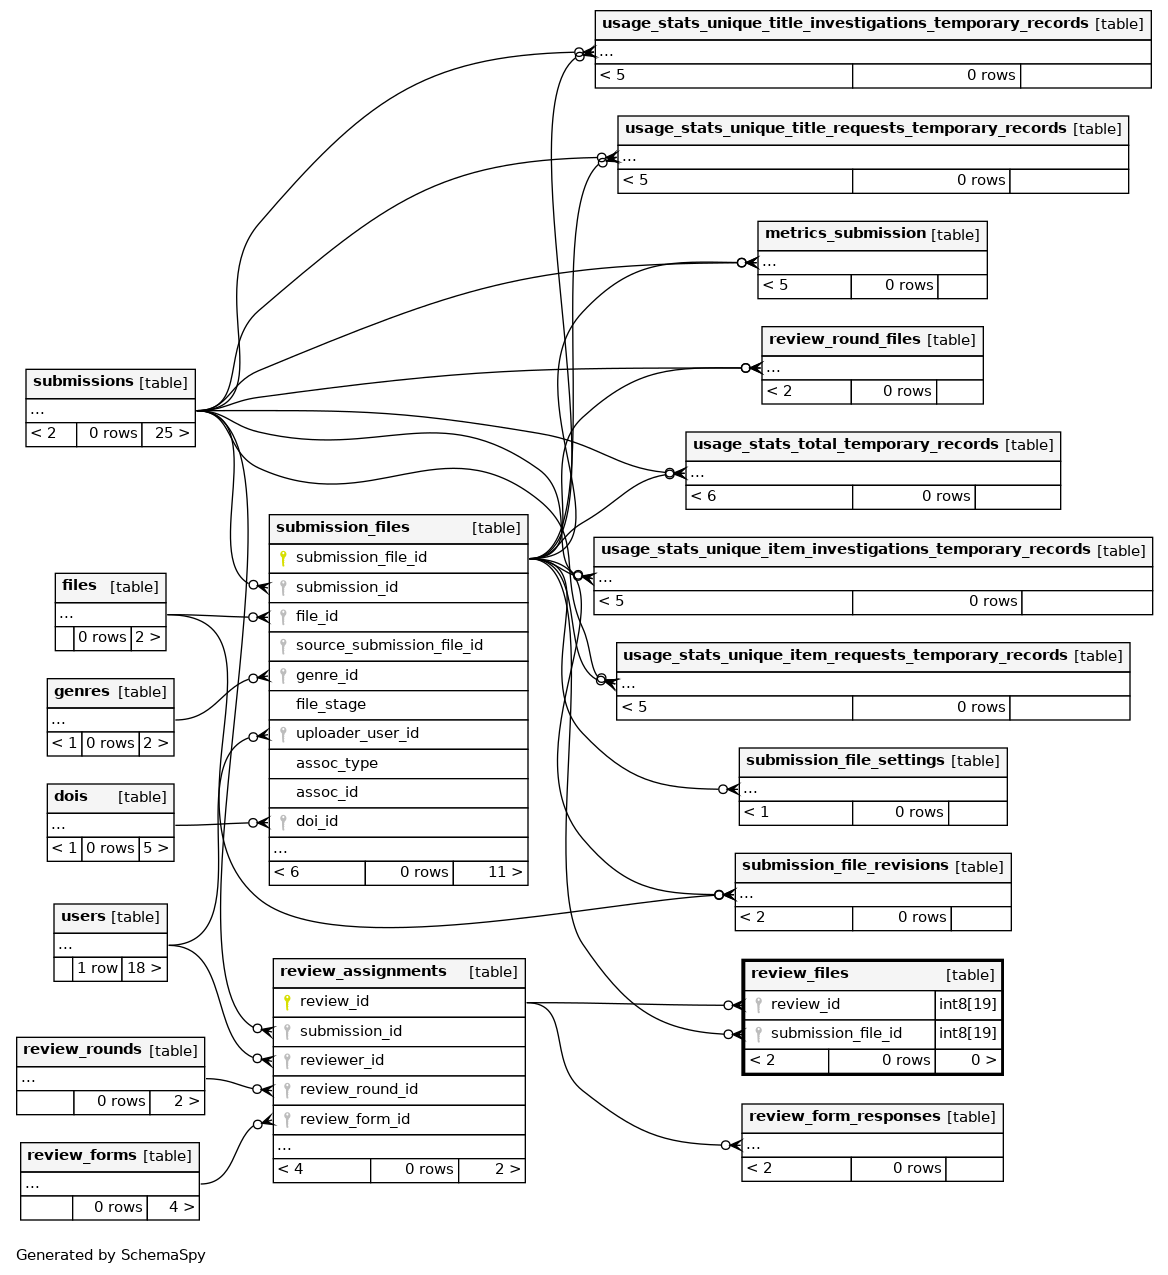 usage_stats_unique_title_investigations_temporary_records [table]
...
< 5 0 rows
usage_stats_unique_title_requests_temporary_records [table]
...
< 5 0 rows
metrics_submission [table]
...
< 5 0 rows
review_round_files [table]
...
< 2 0 rows
submissions [table]
...
< 2 0 rows 25 >
usage_stats_total_temporary_records [table]
...
< 6 0 rows
submission_files [table]
submission_file_id
submission_id
file_id
source_submission_file_id
genre_id
file_stage
uploader_user_id
assoc_type
assoc_id
doi_id
...
< 6 0 rows 11 >
usage_stats_unique_item_investigations_temporary_records [table]
...
< 5 0 rows
files [table]
...
0 rows 2 >
usage_stats_unique_item_requests_temporary_records [table]
...
< 5 0 rows
genres [table]
...
< 1 0 rows 2 >
submission_file_settings [table]
...
< 1 0 rows
dois [table]
...
< 1 0 rows 5 >
submission_file_revisions [table]
...
< 2 0 rows
users [table]
...
1 row 18 >
review_assignments [table]
review_id
submission_id
reviewer_id
review_round_id
review_form_id
...
< 4 0 rows 2 >
review_files [table]
review_id int8[19]
submission_file_id int8[19]
< 2 0 rows 0 >
review_rounds [table]
...
0 rows 2 >
review_form_responses [table]
...
< 2 0 rows
review_forms [table]
...
0 rows 4 >
Generated by SchemaSpy